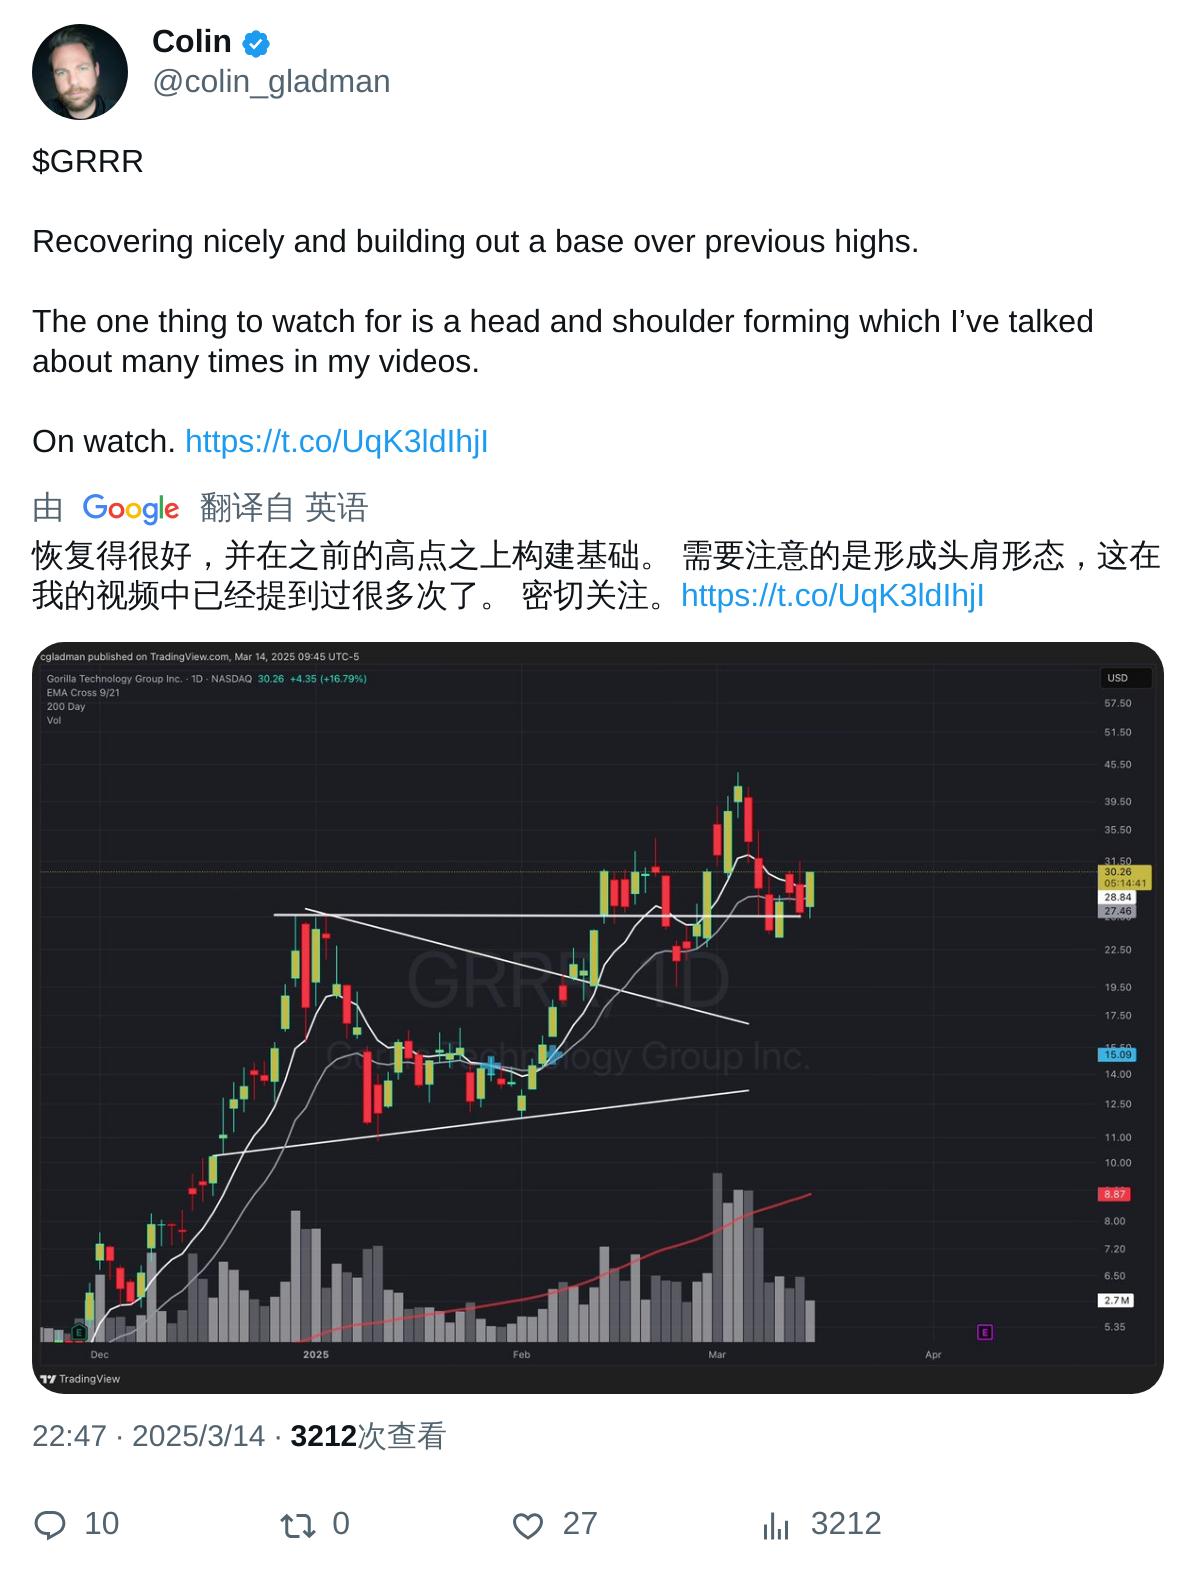 Colin
@colin_gladman
$GRRR
Recovering nicely and building out a base over previous highs.
The one thing to watch for is a head and shoulder forming which I’ve talked
about many times in my videos.
On watch. https://t.co/UqK3ldIhjI
由 Google 翻译自 英语
恢复得很好，并在之前的高点之上构建基础。 需要注意的是形成头肩形态，这在
我的视频中已经提到过很多次了。 密切关注。https://t.co/UqK3ldIhjI
cgladman published on TradingView.com, Mar 14, 2025 09:45 UTC-5
Gorilla Technology Group Inc. · 1D · NASDAQ 30.26 +4.35 (+16.79%)
EMA Cross 9/21
200 Day
Vol
USD
57.50
51.50
45.50
39.50
35.50
31.50
30.26
05:14:41
28.84
27.46
22.50
19.50
17.50
15.09
14.00
12.50
11.00
10.00
8.87
8.00
7.20
6.50
2.7 M
5.35
GRRR, 1D
Gorilla Technology Group Inc.
E
E
Dec 2025 Feb Mar Apr
TradingView
22:47 · 2025/3/14 · 3212次查看
10 0 27 3212